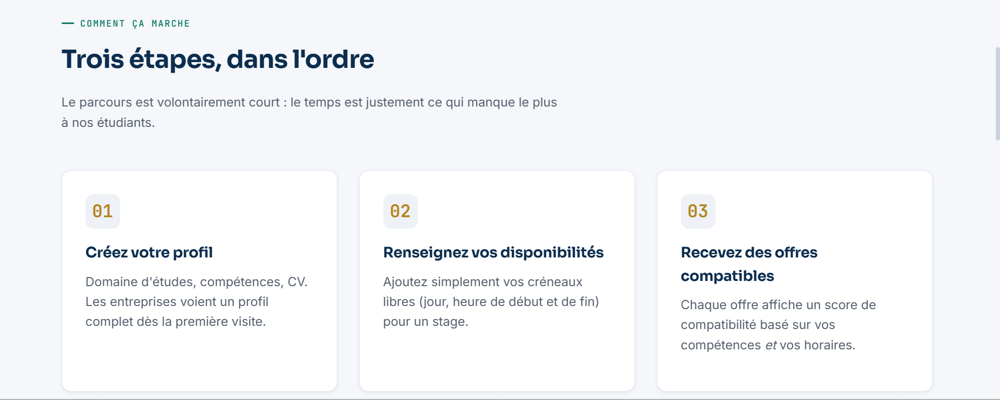 COMMENT ÇA MARCHE
Trois étapes, dans l'ordre
Le parcours est volontairement court : le temps est justement ce qui manque le plus
à nos étudiants.
01
Créez votre profil
Domaine d'études, compétences, CV.
Les entreprises voient un profil
complet dès la première visite.
02
Renseignez vos disponibilités
Ajoutez simplement vos créneaux
libres (jour, heure de début et de fin)
pour un stage.
03
Recevez des offres
compatibles
Chaque offre affiche un score de
compatibilité basé sur vos
compétences et vos horaires.